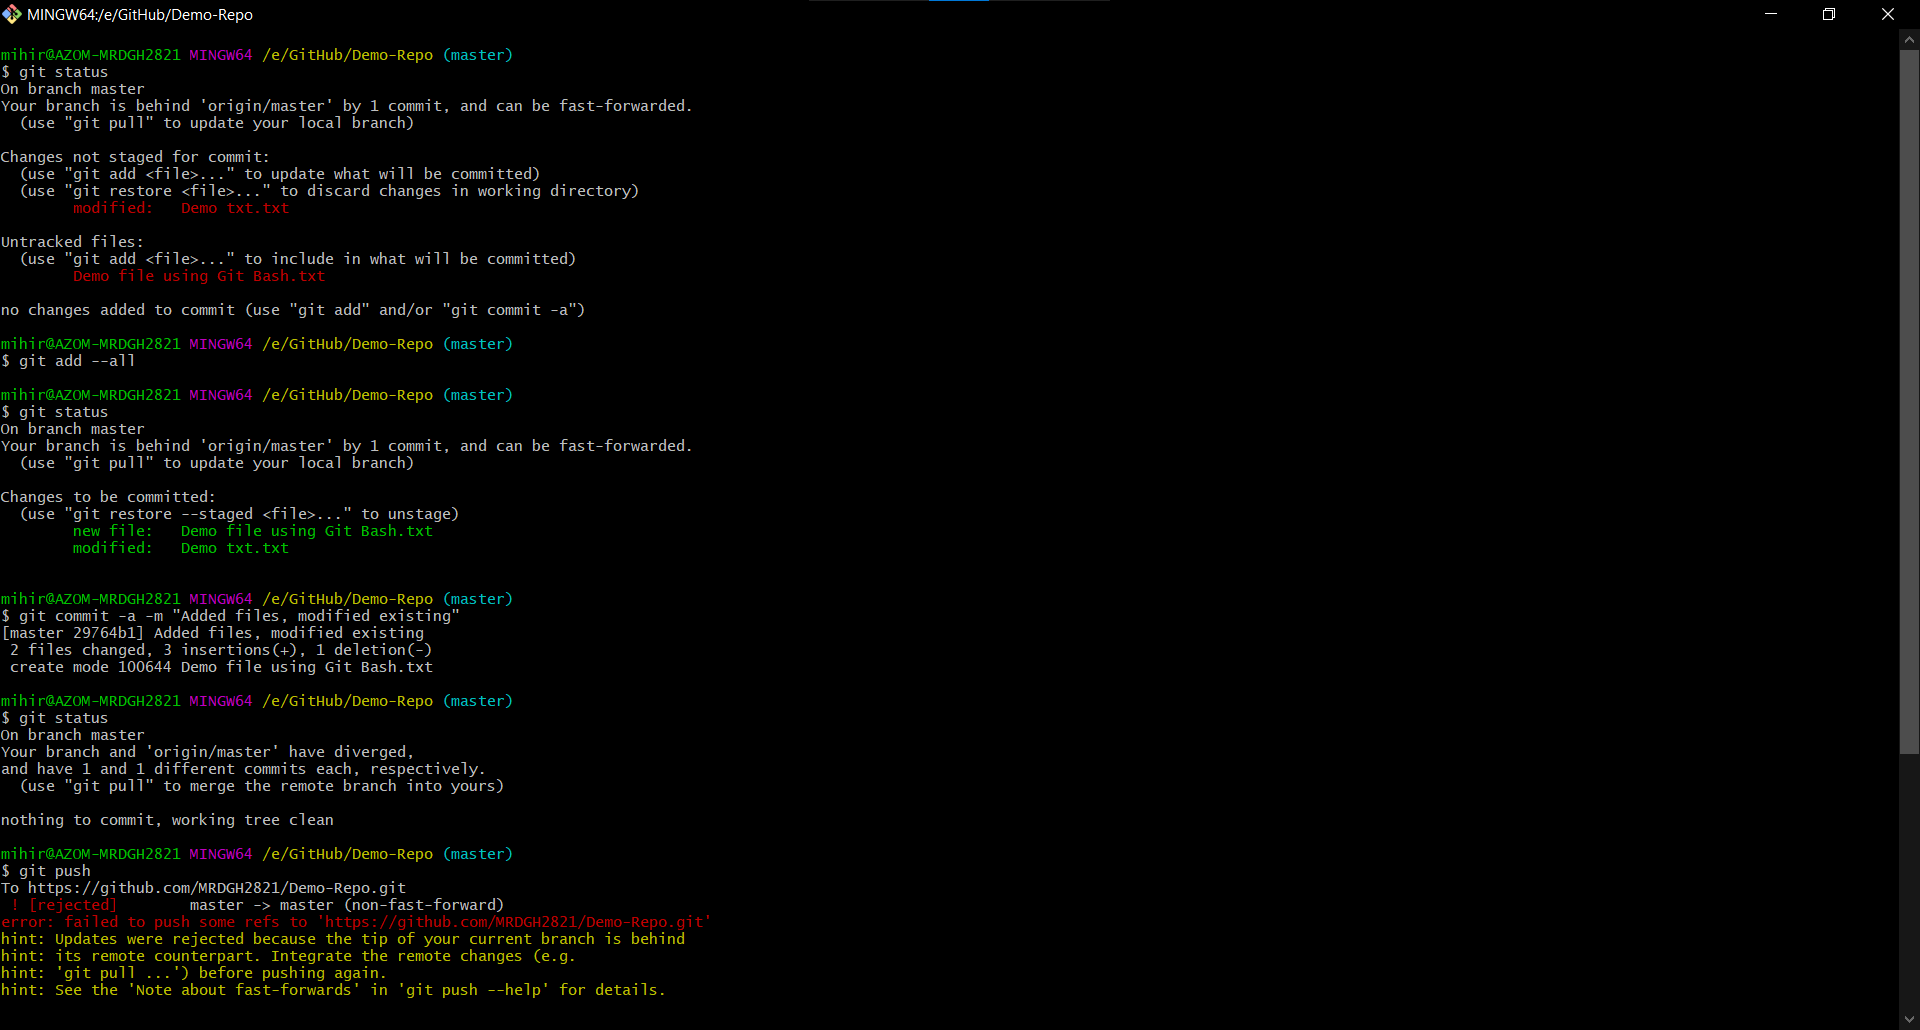 MINGW64:/e/GitHub/Demo-Repo
mihir@AZOM-MRDGH2821 MINGW64 /e/GitHub/Demo-Repo (master)
$ git status
On branch master
Your branch is behind 'origin/master' by 1 commit, and can be fast-forwarded.
  (use "git pull" to update your local branch)
Changes not staged for commit:
  (use "git add <file>..." to update what will be committed)
  (use "git restore <file>..." to discard changes in working directory)
        modified:   Demo txt.txt
Untracked files:
  (use "git add <file>..." to include in what will be committed)
        Demo file using Git Bash.txt
no changes added to commit (use "git add" and/or "git commit -a")
mihir@AZOM-MRDGH2821 MINGW64 /e/GitHub/Demo-Repo (master)
$ git add --all
mihir@AZOM-MRDGH2821 MINGW64 /e/GitHub/Demo-Repo (master)
$ git status
On branch master
Your branch is behind 'origin/master' by 1 commit, and can be fast-forwarded.
  (use "git pull" to update your local branch)
Changes to be committed:
  (use "git restore --staged <file>..." to unstage)
        new file:   Demo file using Git Bash.txt
        modified:   Demo txt.txt
mihir@AZOM-MRDGH2821 MINGW64 /e/GitHub/Demo-Repo (master)
$ git commit -a -m "Added files, modified existing"
[master 29764b1] Added files, modified existing
 2 files changed, 3 insertions(+), 1 deletion(-)
 create mode 100644 Demo file using Git Bash.txt
mihir@AZOM-MRDGH2821 MINGW64 /e/GitHub/Demo-Repo (master)
$ git status
On branch master
Your branch and 'origin/master' have diverged,
and have 1 and 1 different commits each, respectively.
  (use "git pull" to merge the remote branch into yours)
nothing to commit, working tree clean
mihir@AZOM-MRDGH2821 MINGW64 /e/GitHub/Demo-Repo (master)
$ git push
To https://github.com/MRDGH2821/Demo-Repo.git
 ! [rejected]        master -> master (non-fast-forward)
error: failed to push some refs to 'https://github.com/MRDGH2821/Demo-Repo.git'
hint: Updates were rejected because the tip of your current branch is behind
hint: its remote counterpart. Integrate the remote changes (e.g.
hint: 'git pull ...') before pushing again.
hint: See the 'Note about fast-forwards' in 'git push --help' for details.